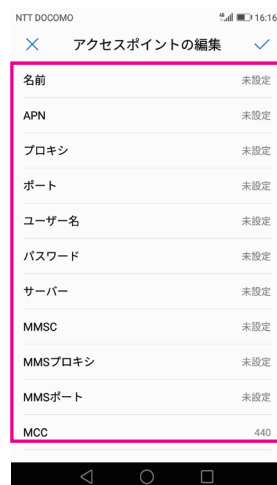 NTT DOCOMO 16:16
アクセスポイントの編集
名前 未設定
APN 未設定
プロキシ 未設定
ポート 未設定
ユーザー名 未設定
パスワード 未設定
サーバー 未設定
MMSC 未設定
MMSプロキシ 未設定
MMSポート 未設定
MCC 440